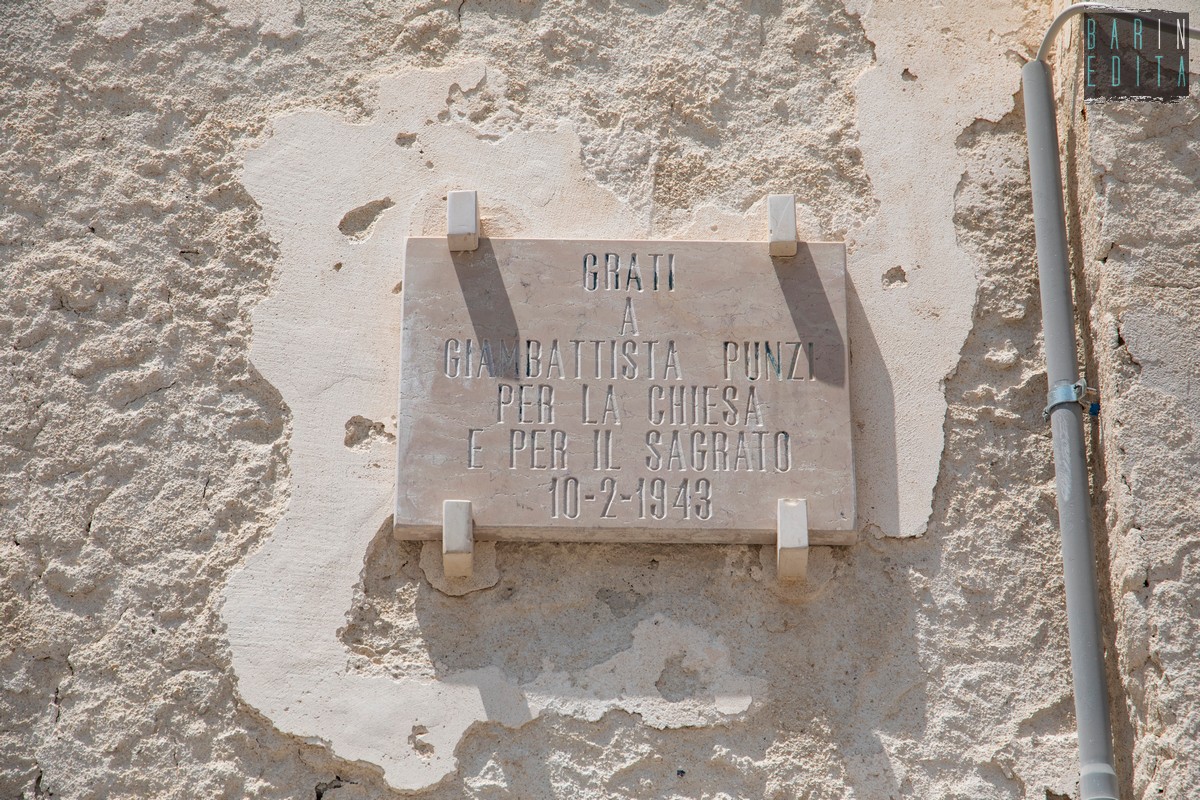 GRATI
A
GIAMBATTISTA PUNZI
PER LA CHIESA
E PER IL SAGRATO
10-2-1943
BARIN
EDITA